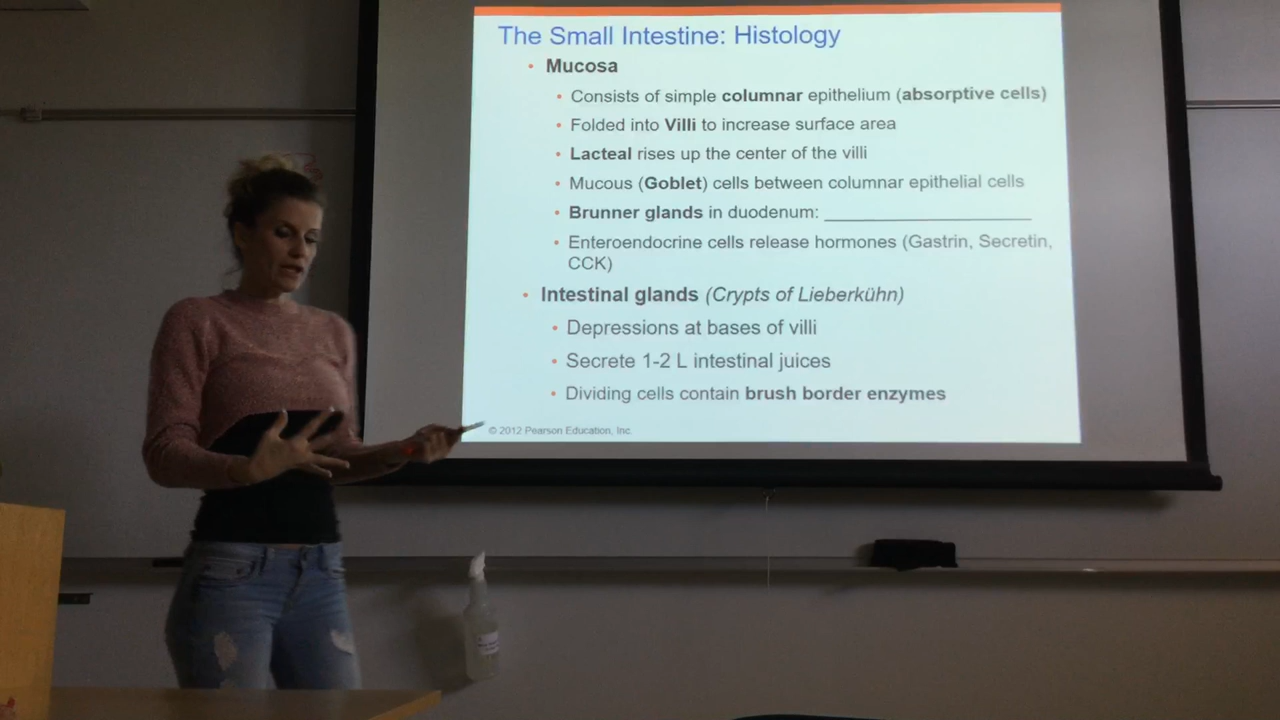 The Small Intestine: Histology
• Mucosa
• Consists of simple columnar epithelium (absorptive cells)
• Folded into Villi to increase surface area
• Lacteal rises up the center of the villi
• Mucous (Goblet) cells between columnar epithelial cells
• Brunner glands in duodenum: ____________________
• Enteroendocrine cells release hormones (Gastrin, Secretin,
CCK)
• Intestinal glands (Crypts of Lieberkühn)
• Depressions at bases of villi
• Secrete 1-2 L intestinal juices
• Dividing cells contain brush border enzymes
© 2012 Pearson Education, Inc.